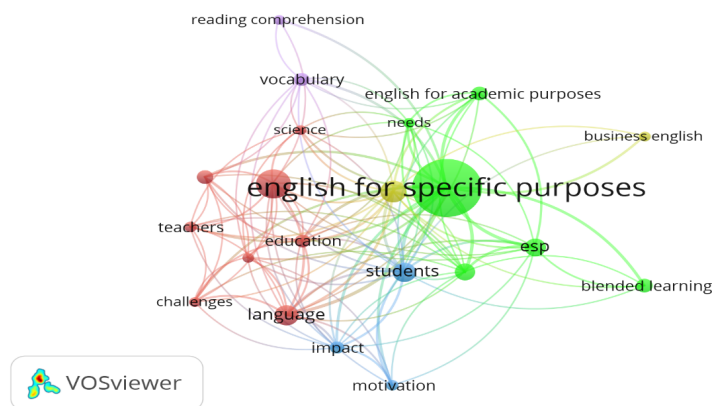 reading comprehension
vocabulary
english for academic purposes
needs
science
business english
english for specific purposes
teachers
education
esp
students
blended learning
challenges
language
impact
motivation
VOSviewer